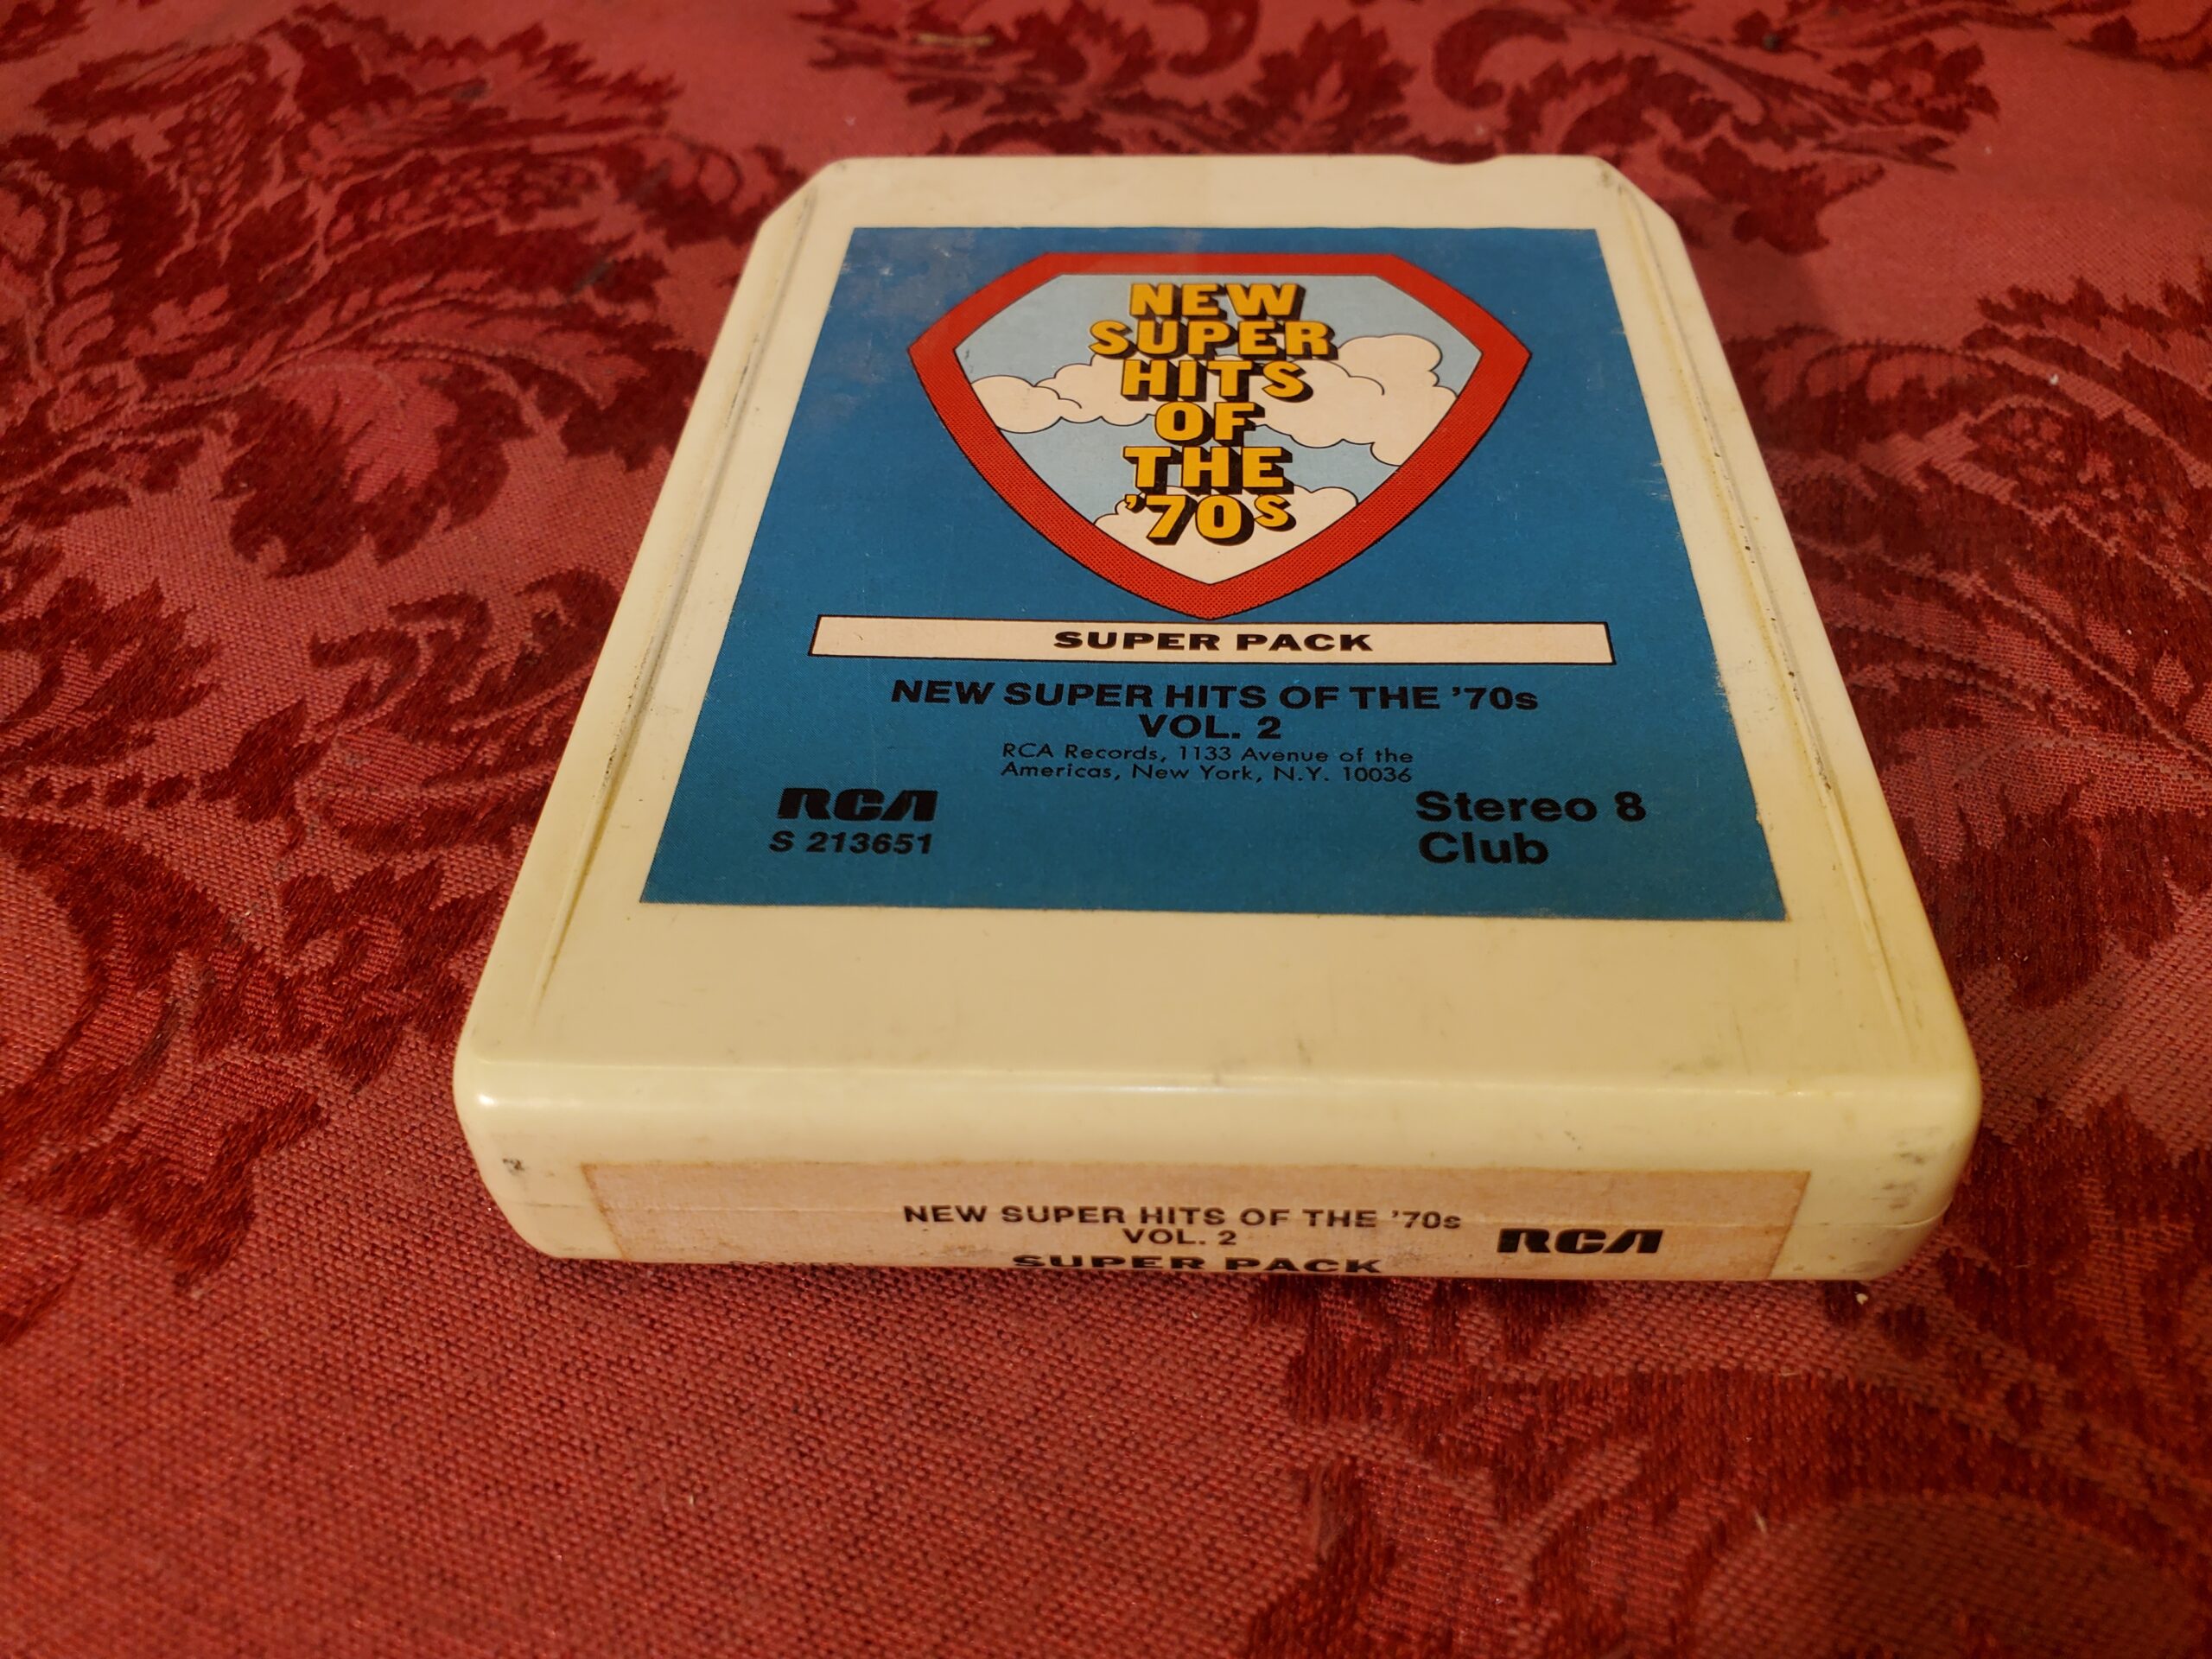 NEW
SUPER
HITS
OF
THE
'70s
SUPER PACK
NEW SUPER HITS OF THE '70s
VOL. 2
RCA Records, 1133 Avenue of the
Americas, New York, N.Y. 10036
RCA
S 213651
Stereo 8
Club
NEW SUPER HITS OF THE '70s
VOL. 2
RCA
SUPER PACK